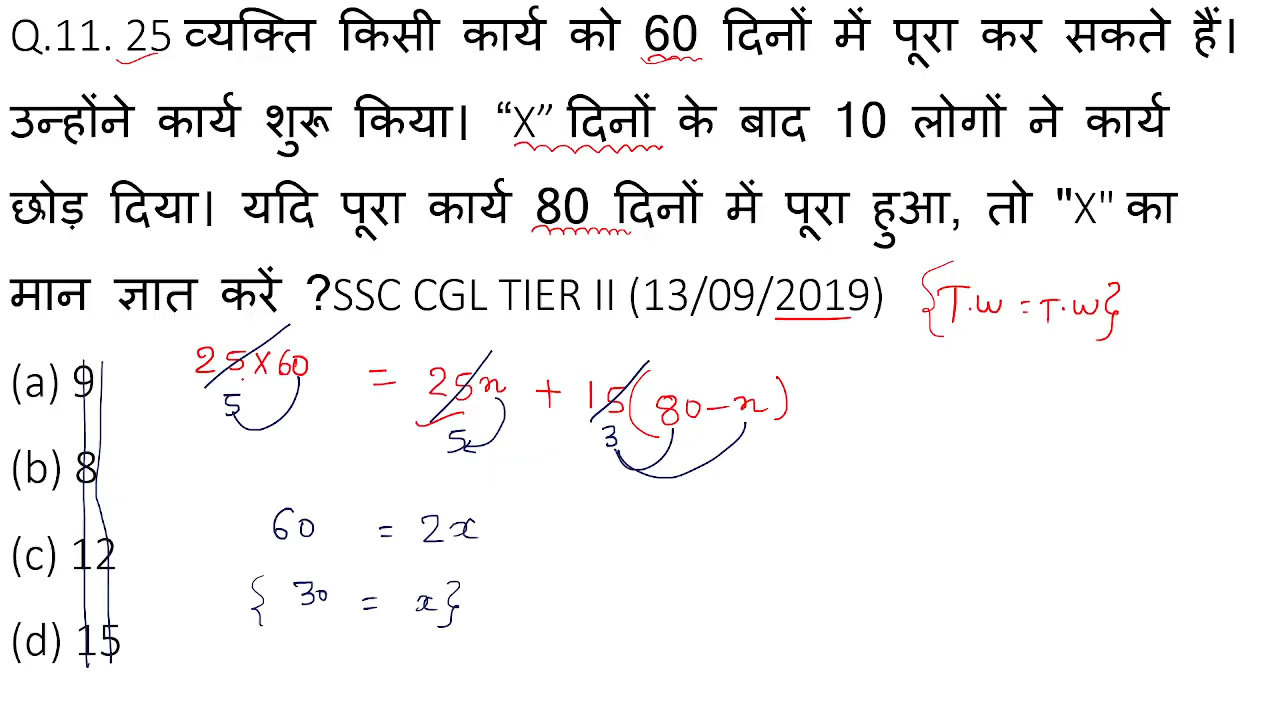 Q.11. 25 व्यक्ति किसी कार्य को 60 दिनों में पूरा कर सकते हैं।
उन्होंने कार्य शुरू किया। “X” दिनों के बाद 10 लोगों ने कार्य
छोड़ दिया। यदि पूरा कार्य 80 दिनों में पूरा हुआ, तो "X" का
मान ज्ञात करें ?SSC CGL TIER II (13/09/2019) {T.W = T.W}
25 × 60 = 25x + 15(80-x)
5 5 3
(a) 9
(b) 8
60 = 2x
(c) 12
{ 30 = x}
(d) 15